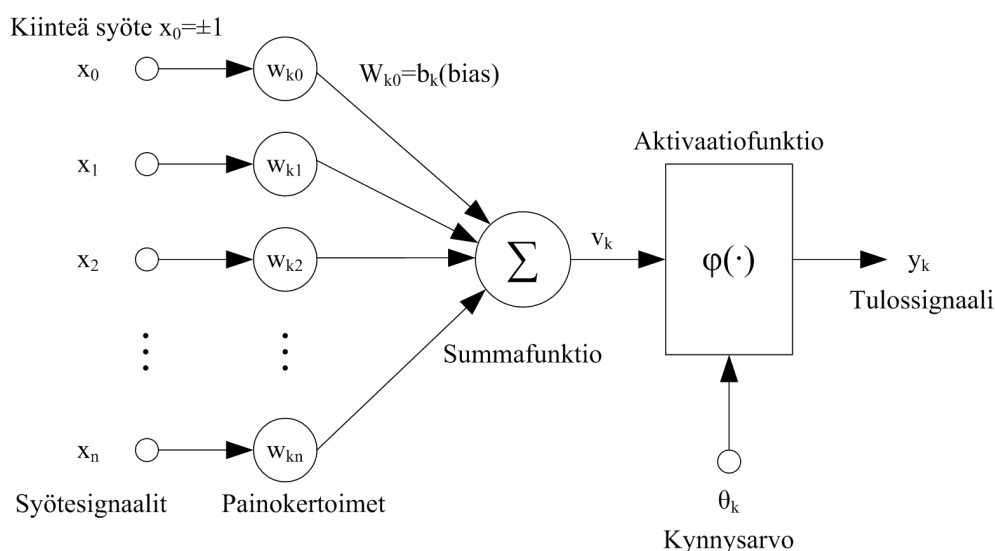 Kiinteä syöte x₀=±1
x₀
wₖ₀
Wₖ₀=bₖ(bias)
x₁
wₖ₁
Aktivaatiofunktio
x₂
wₖ₂
∑
vₖ
φ(·)
yₖ
Tulossignaali
Summafunktio
xₙ
wₖₙ
Syötesignaalit
Painokertoimet
θₖ
Kynnysarvo